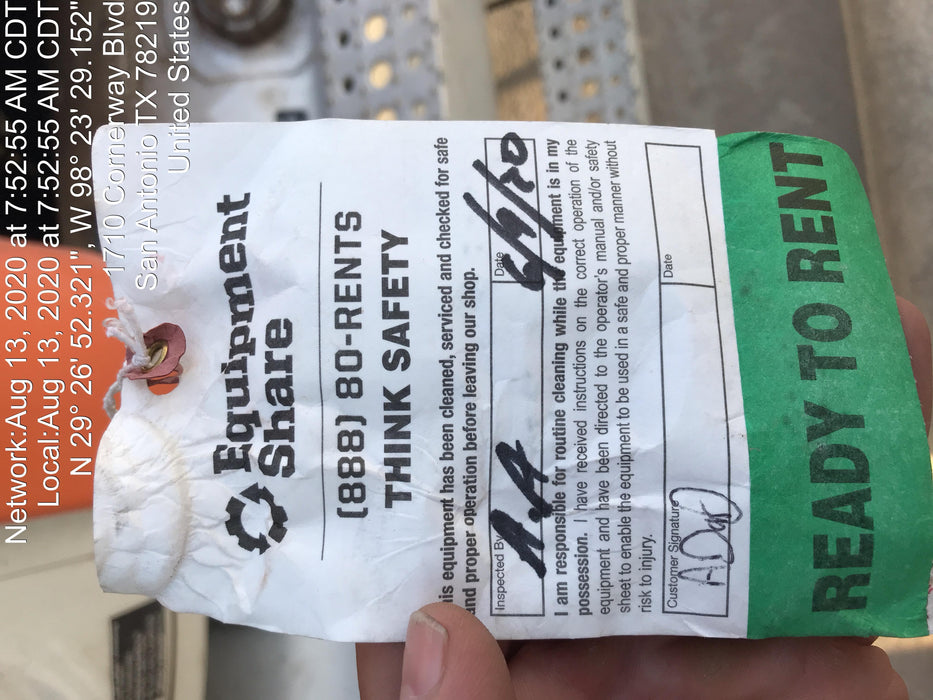 Network:Aug 13, 2020 at 7:52:55 AM CDT
Local:Aug 13, 2020 at 7:52:55 AM CDT
N 29° 26' 52.321", W 98° 23' 29.152"
1710 Cornerway Blvd
San Antonio TX 78219
United States
Equipment
Share
(888) 80-RENTS
THINK SAFETY
his equipment has been cleaned, serviced and checked for safe
and proper operation before leaving our shop.
Inspected By A.A Date 6/9/20
I am responsible for routine cleaning while the equipment is in my
possession. I have received instructions on the correct operation of the
equipment and have been directed to the operator's manual and/or safety
sheet to enable the equipment to be used in a safe and proper manner without
risk to injury.
Customer Signature Date
READY TO RENT